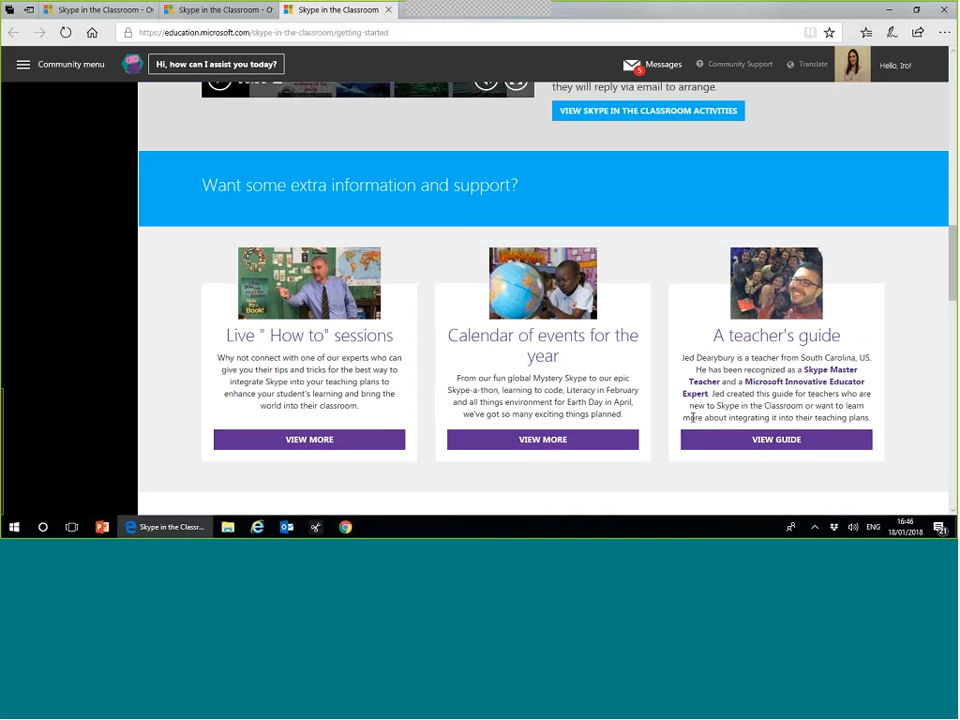 Skype in the Classroom - O
Skype in the Classroom - O
Skype in the Classroom
https://education.microsoft.com/skype-in-the-classroom/getting-started
Community menu
Hi, how can I assist you today?
5
Messages
Community Support
Translate
Hello, Iro!
they will reply via email to arrange.
VIEW SKYPE IN THE CLASSROOM ACTIVITIES
Want some extra information and support?
Live " How to" sessions
Why not connect with one of our experts who can
give you their tips and tricks for the best way to
integrate Skype into your teaching plans to
enhance your student's learning and bring the
world into their classroom.
VIEW MORE
Calendar of events for the
year
From our fun global Mystery Skype to our epic
Skype-a-thon, learning to code, Literacy in February
and all things environment for Earth Day in April,
we've got so many exciting things planned.
VIEW MORE
A teacher's guide
Jed Dearybury is a teacher from South Carolina, US.
He has been recognized as a Skype Master
Teacher and a Microsoft Innovative Educator
Expert. Jed created this guide for teachers who are
new to Skype in the Classroom or want to learn
more about integrating it into their teaching plans.
VIEW GUIDE
Skype in the Classr...
ENG
16:46
18/01/2018
21